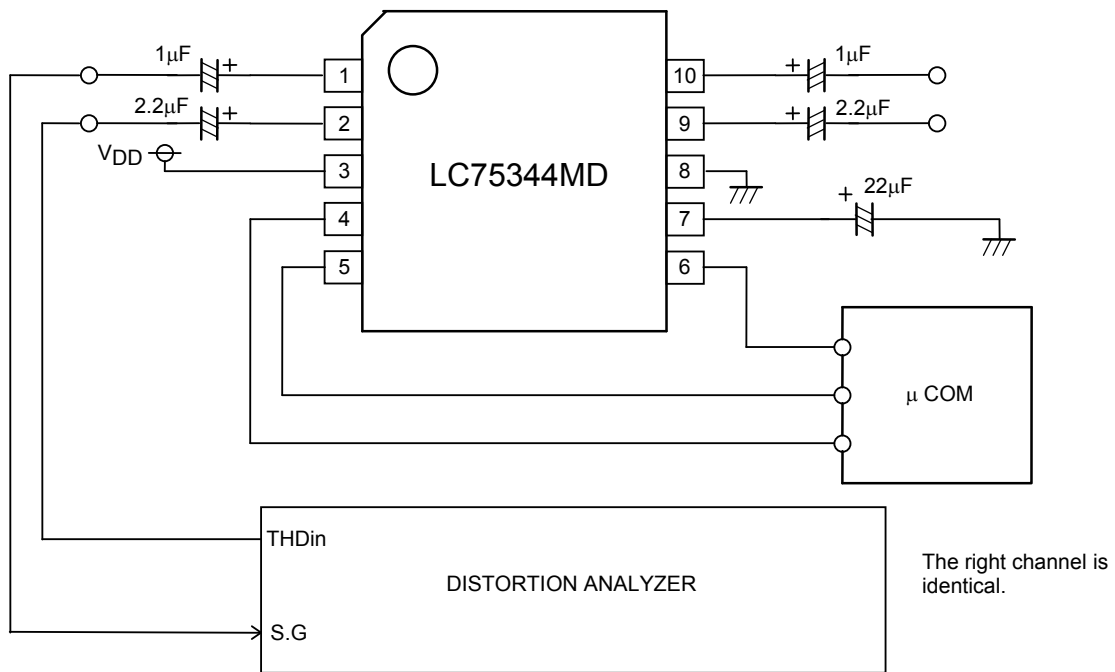 1μF
+
1
10
+
1μF
2.2μF
+
2
9
+
2.2μF
VDD
3
LC75344MD
8
4
7
+
22μF
5
6
μ COM
THDin
DISTORTION ANALYZER
The right channel is
identical.
S.G